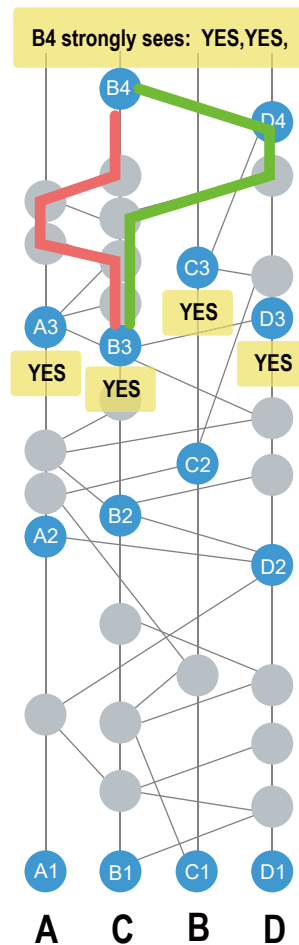 B4 strongly sees: YES,YES,
B4
D4
C3
A3
D3
B3
YES
YES
YES
YES
C2
B2
A2
D2
A1
B1
C1
D1
A
C
B
D